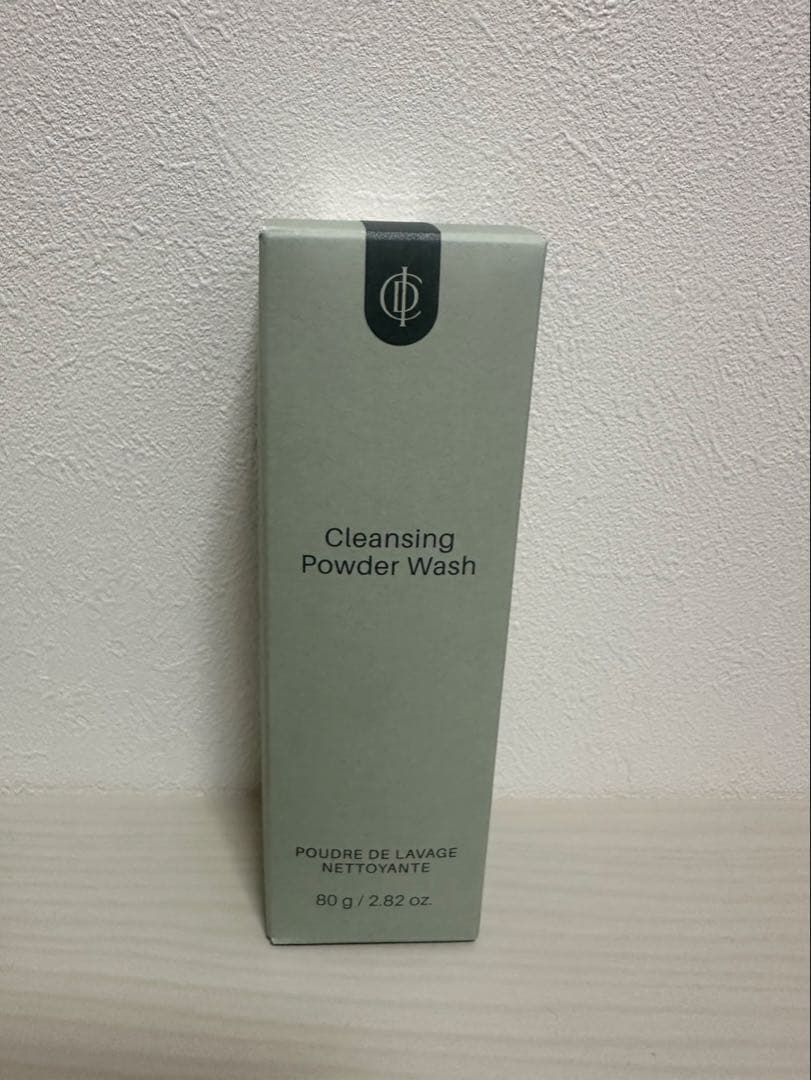 Cleansing
Powder Wash
POUDRE DE LAVAGE
NETTOYANTE
80 g / 2.82 oz.